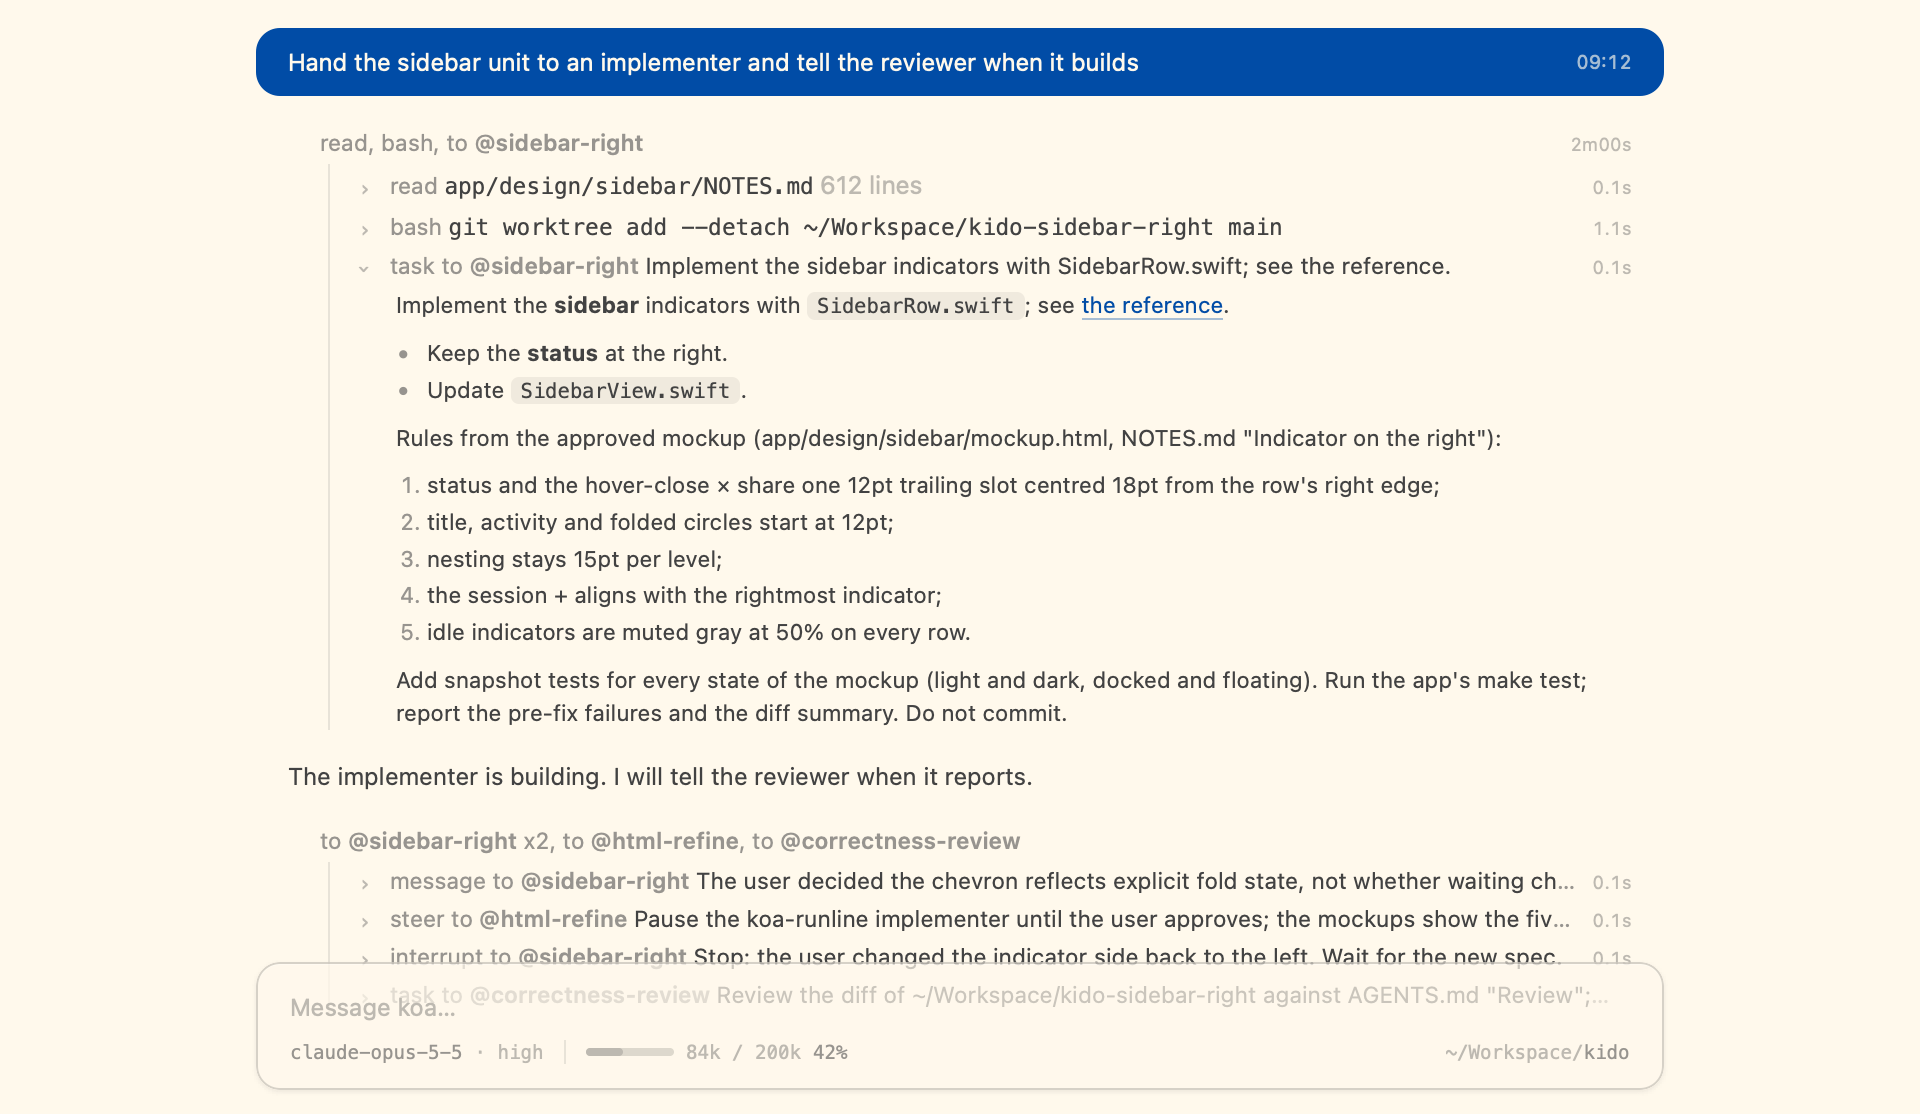 Hand the sidebar unit to an implementer and tell the reviewer when it builds 09:12
read, bash, to @sidebar-right 2m00s
› read app/design/sidebar/NOTES.md 612 lines 0.1s
› bash git worktree add --detach ~/Workspace/kido-sidebar-right main 1.1s
⌄ task to @sidebar-right Implement the sidebar indicators with SidebarRow.swift; see the reference. 0.1s
Implement the sidebar indicators with SidebarRow.swift; see the reference.
• Keep the status at the right.
• Update SidebarView.swift.
Rules from the approved mockup (app/design/sidebar/mockup.html, NOTES.md "Indicator on the right"):
1. status and the hover-close × share one 12pt trailing slot centred 18pt from the row's right edge;
2. title, activity and folded circles start at 12pt;
3. nesting stays 15pt per level;
4. the session + aligns with the rightmost indicator;
5. idle indicators are muted gray at 50% on every row.
Add snapshot tests for every state of the mockup (light and dark, docked and floating). Run the app's make test;
report the pre-fix failures and the diff summary. Do not commit.
The implementer is building. I will tell the reviewer when it reports.
to @sidebar-right x2, to @html-refine, to @correctness-review
› message to @sidebar-right The user decided the chevron reflects explicit fold state, not whether waiting ch... 0.1s
› steer to @html-refine Pause the koa-runline implementer until the user approves; the mockups show the fiv... 0.1s
› interrupt to @sidebar-right Stop: the user changed the indicator side back to the left. Wait for the new spec. 0.1s
› task to @correctness-review Review the diff of ~/Workspace/kido-sidebar-right against AGENTS.md "Review";...
Message koa...
claude-opus-5-5 · high 84k / 200k 42% ~/Workspace/kido